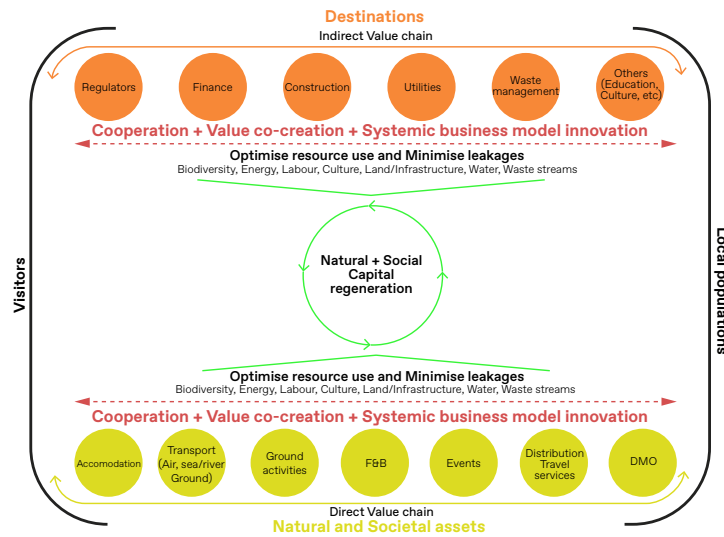 Destinations
Indirect Value chain
Regulators
Finance
Construction
Utilities
Waste
management
Others
(Education,
Culture, etc)
Cooperation + Value co-creation + Systemic business model innovation
Optimise resource use and Minimise leakages
Biodiversity, Energy, Labour, Culture, Land/Infrastructure, Water, Waste streams
Visitors
Natural + Social
Capital
regeneration
Local populations
Optimise resource use and Minimise leakages
Biodiversity, Energy, Labour, Culture, Land/Infrastructure, Water, Waste streams
Cooperation + Value co-creation + Systemic business model innovation
Accomodation
Transport
(Air, sea/river
Ground)
Ground
activities
F&B
Events
Distribution
Travel
services
DMO
Direct Value chain
Natural and Societal assets